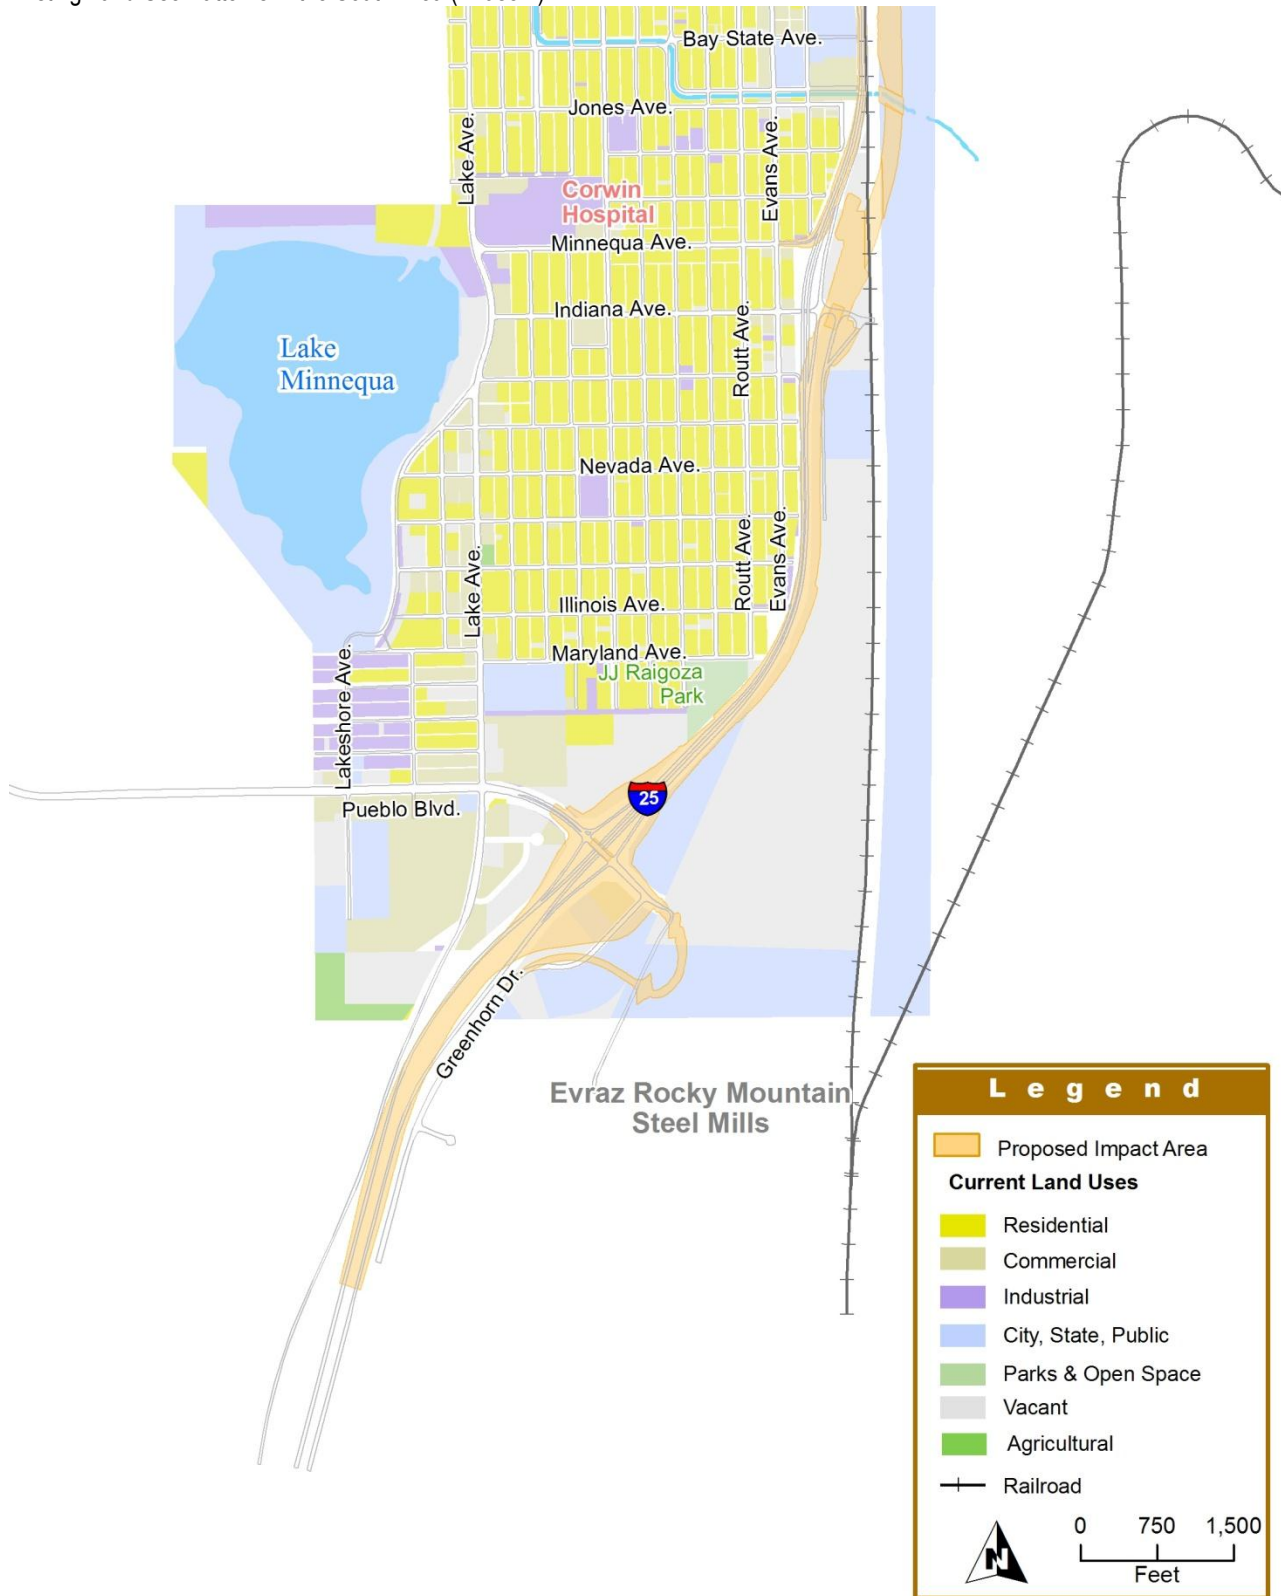 Bay State Ave.
Jones Ave.
Lake Ave.
Evans Ave.
Corwin
Hospital
Minnequa Ave.
Indiana Ave.
Lake
Minnequa
Routt Ave.
Nevada Ave.
Lake Ave.
Routt Ave.
Evans Ave.
Illinois Ave.
Maryland Ave.
JJ Raigoza
Park
Lakeshore Ave.
25
Pueblo Blvd.
Greenhorn Dr.
Evraz Rocky Mountain
Steel Mills
Legend
Proposed Impact Area
Current Land Uses
Residential
Commercial
Industrial
City, State, Public
Parks & Open Space
Vacant
Agricultural
Railroad
N
0 750 1,500
Feet